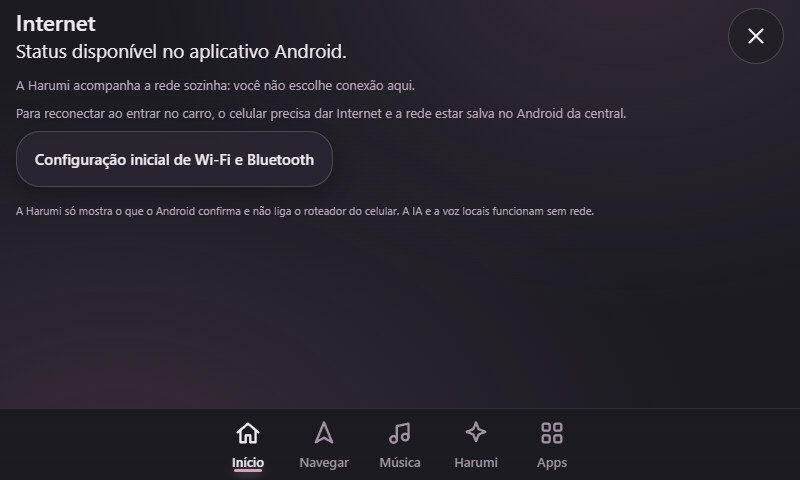 Internet
Status disponível no aplicativo Android.
A Harumi acompanha a rede sozinha: você não escolhe conexão aqui.
Para reconectar ao entrar no carro, o celular precisa dar Internet e a rede estar salva no Android da central.
Configuração inicial de Wi-Fi e Bluetooth
A Harumi só mostra o que o Android confirma e não liga o roteador do celular. A IA e a voz locais funcionam sem rede.
Início
Navegar
Música
Harumi
Apps